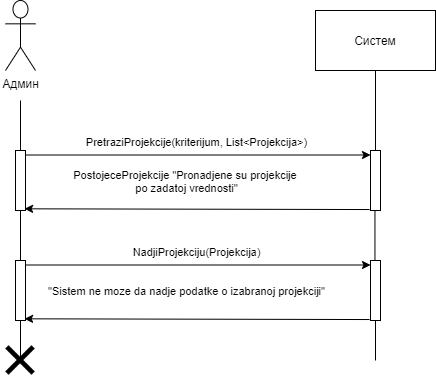 Систем
Админ
PretraziProjekcije(kriterijum, List<Projekcija>)
PostojeceProjekcije "Pronadjene su projekcije
po zadatoj vrednosti"
NadjiProjekciju(Projekcija)
"Sistem ne moze da nadje podatke o izabranoj projekciji"